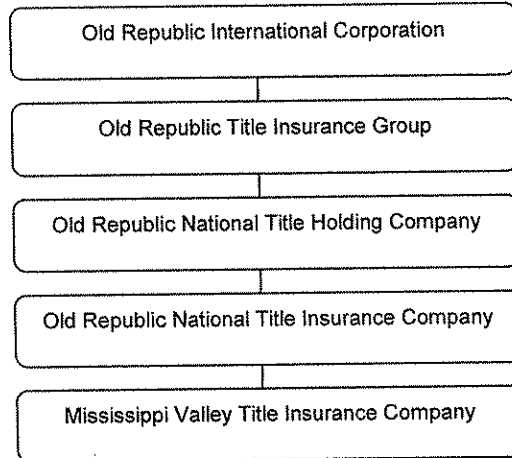 Old Republic International Corporation
Old Republic Title Insurance Group
Old Republic National Title Holding Company
Old Republic National Title Insurance Company
Mississippi Valley Title Insurance Company